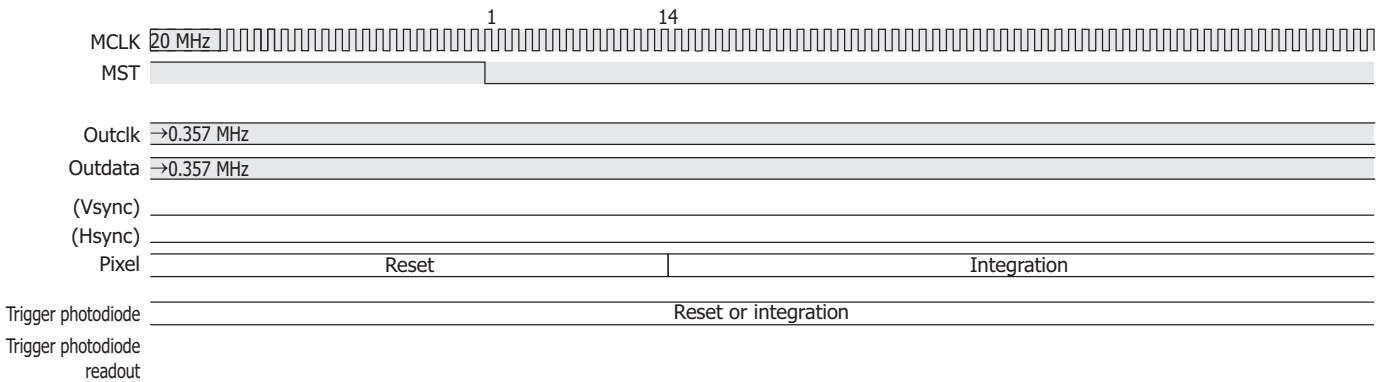 1 14
MCLK 20 MHz
MST
Outclk →0.357 MHz
Outdata →0.357 MHz
(Vsync)
(Hsync)
Pixel Reset Integration
Trigger photodiode Reset or integration
Trigger photodiode
readout